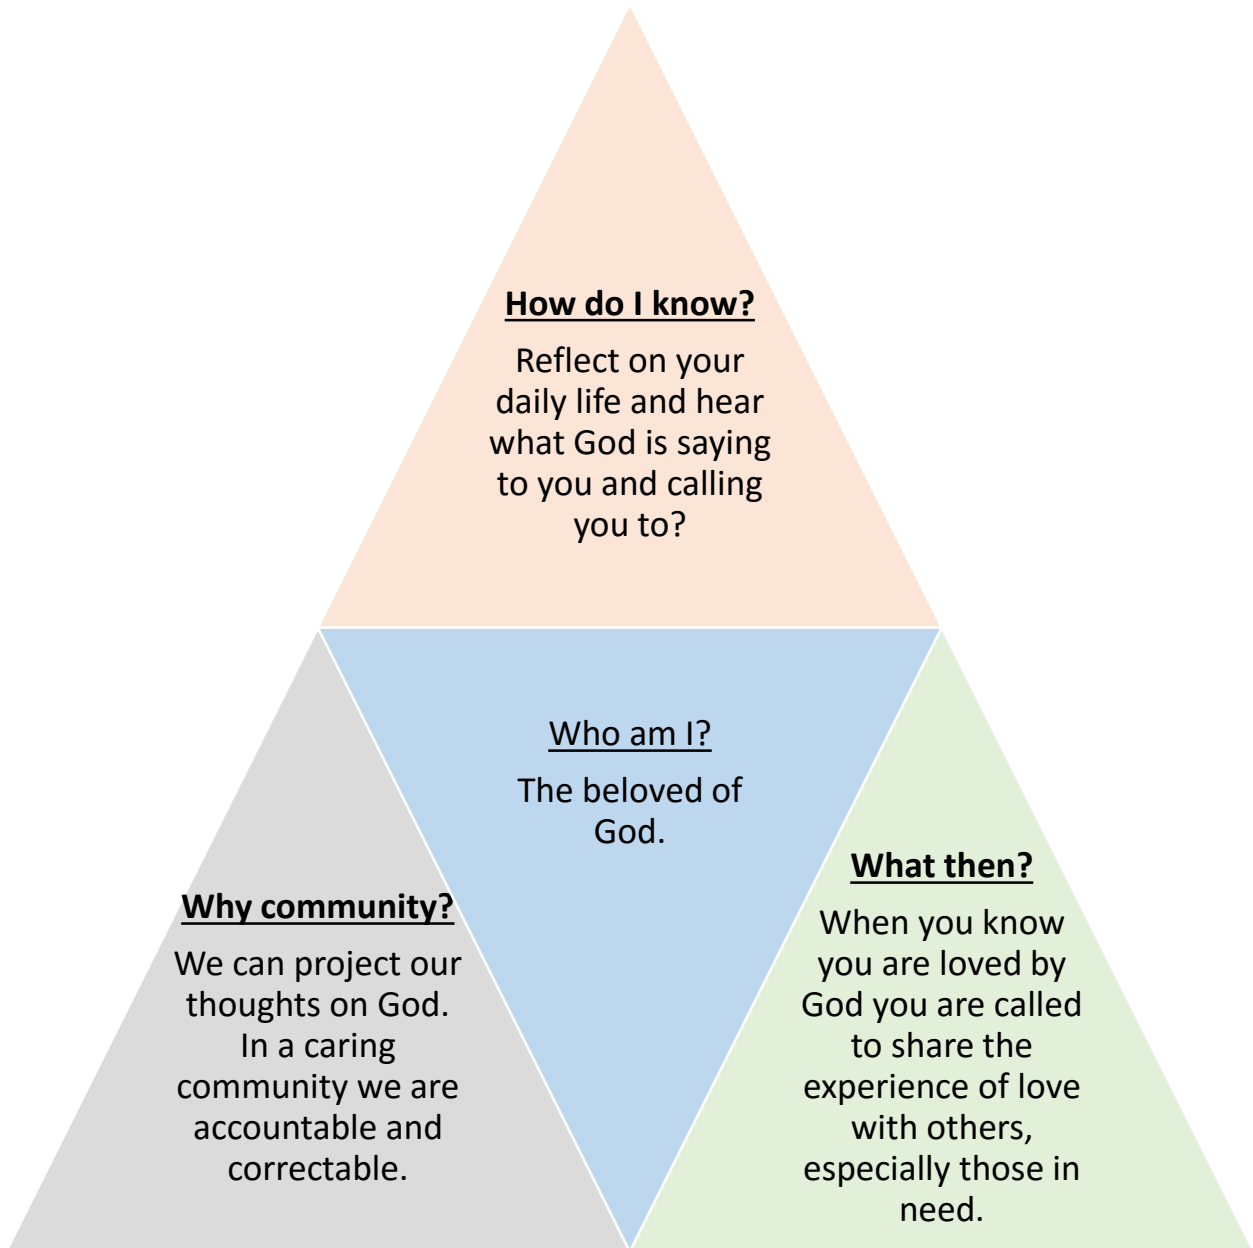 How do I know?
Reflect on your
daily life and hear
what God is saying
to you and calling
you to?
Who am I?
The beloved of
God.
Why community?
We can project our
thoughts on God.
In a caring
community we are
accountable and
correctable.
What then?
When you know
you are loved by
God you are called
to share the
experience of love
with others,
especially those in
need.